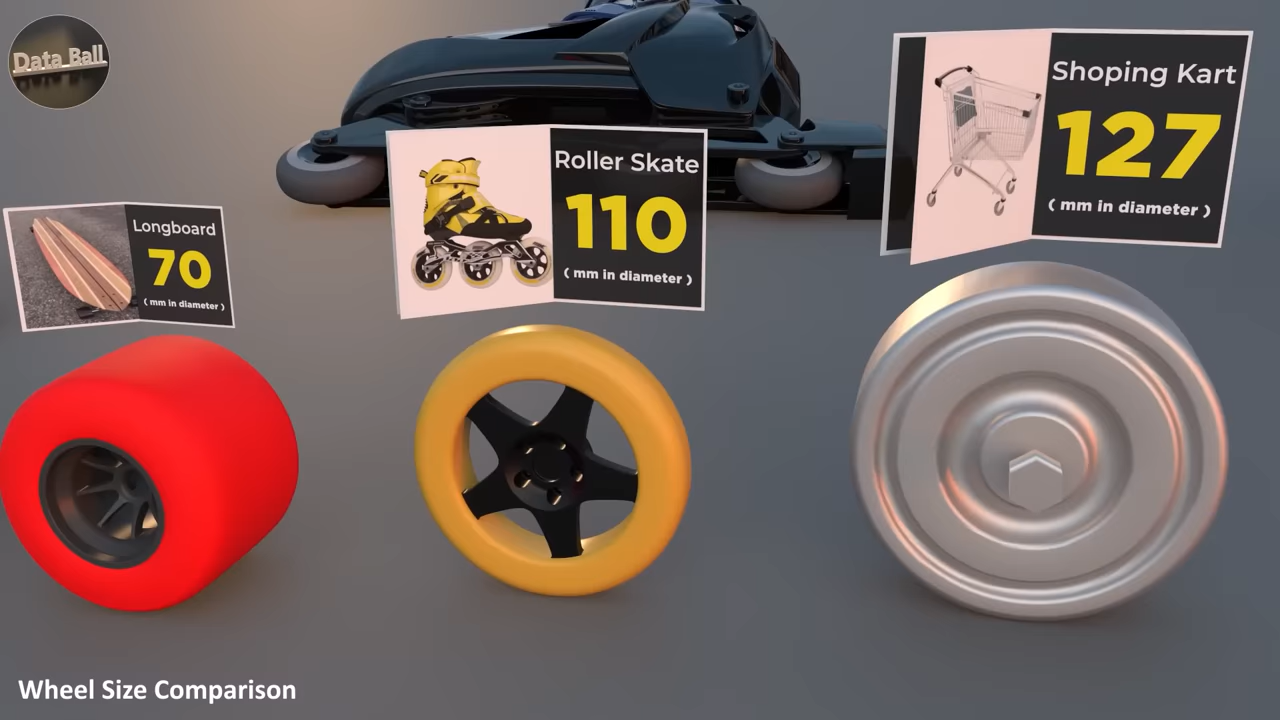 Data Ball
Longboard
70
( mm in diameter )
Roller Skate
110
( mm in diameter )
Shoping Kart
127
( mm in diameter )
Wheel Size Comparison